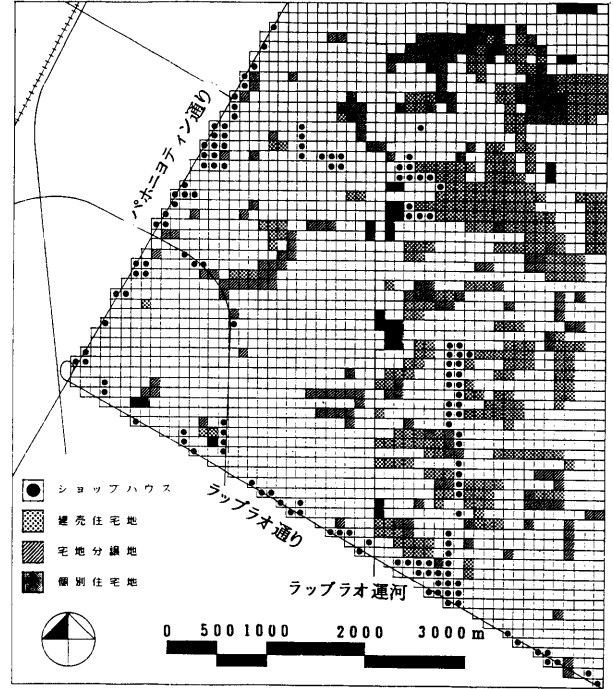 パホニヨティン通り
ショップハウス
建売住宅地
宅地分譲地
個別住宅地
ラップラオ通り
ラップラオ運河
0 500 1000 2000 3000m